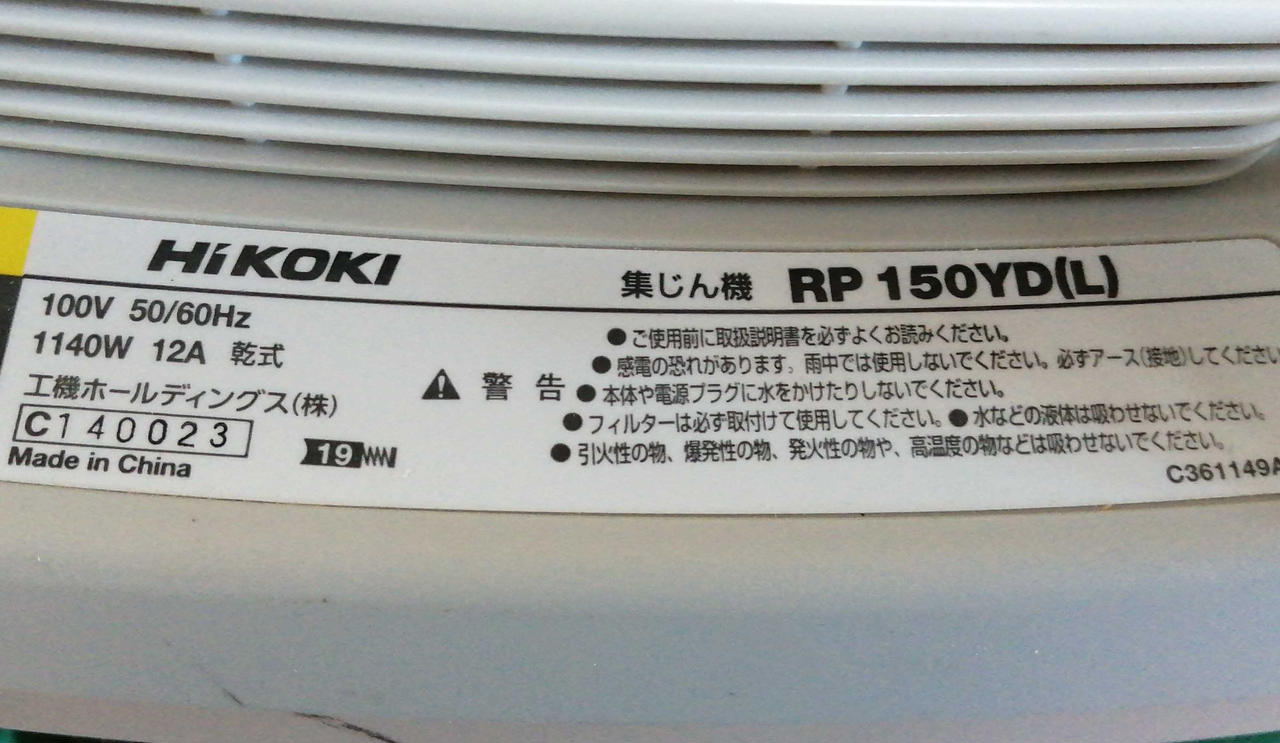 HiKOKI
集じん機 RP 150YD(L)
100V 50/60Hz
1140W 12A 乾式
工機ホールディングス(株)
C140023
Made in China
19
警告
●ご使用前に取扱説明書を必ずよくお読みください。
●感電の恐れがあります。雨中では使用しないでください。必ずアース(接地)してください
●本体や電源プラグに水をかけたりしないでください。
●フィルターは必ず取付けて使用してください。●水などの液体は吸わせないでください。
●引火性の物、爆発性の物、発火性の物や、高温度の物などは吸わせないでください。
C361149A